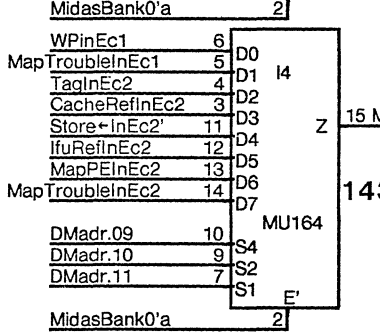 MidasBank0'a 2
WPinEc1 6 D0
MapTroubleInEc1 5 D1 I4
TagInEc2 4 D2
CacheRefInEc2 3 D3 Z 15 M
Store←InEc2' 11 D4
IfuRefInEc2 12 D5
MapPEInEc2 13 D6
MapTroubleInEc2 14 D7 143
MU164
DMadr.09 10 S4
DMadr.10 9 S2
DMadr.11 7 S1
E'
MidasBank0'a 2